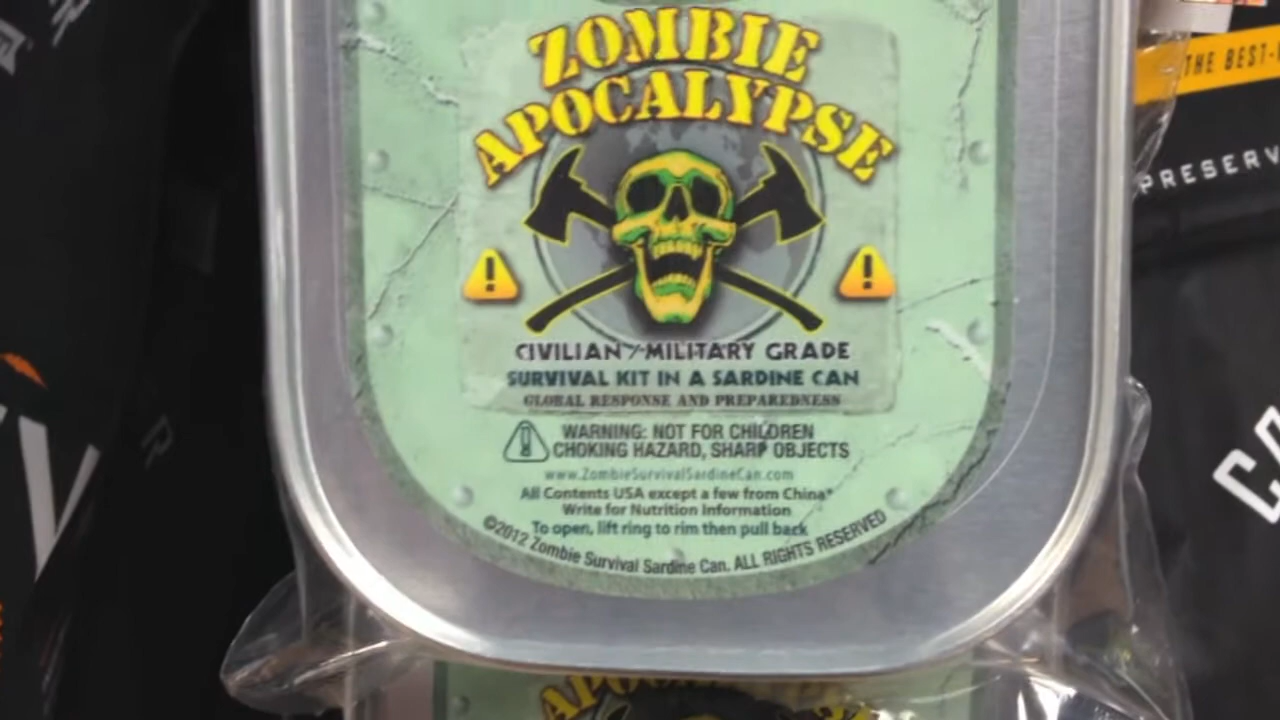 ZOMBIE
APOCALYPSE
CIVILIAN/MILITARY GRADE
SURVIVAL KIT IN A SARDINE CAN
GLOBAL RESPONSE AND PREPAREDNESS
WARNING: NOT FOR CHILDREN
CHOKING HAZARD, SHARP OBJECTS
www.ZombieSurvivalSardineCan.com
All Contents USA except a few from China*
Write for Nutrition Information
To open, lift ring to rim then pull back
©2012 Zombie Survival Sardine Can. ALL RIGHTS RESERVED
THE BEST-
PRESERV
CA
APOCALYPSE